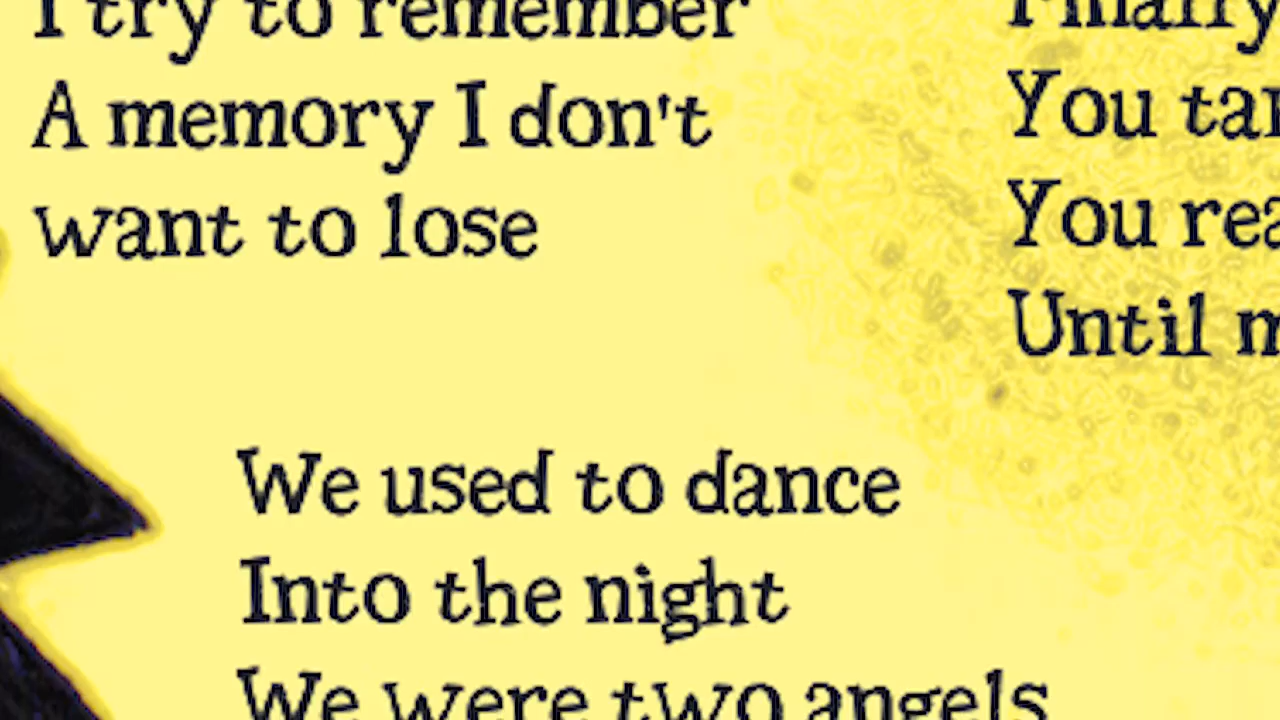 I try to remember
A memory I don't
want to lose
We used to dance
Into the night
We were two angels
Finally
You
You
Until